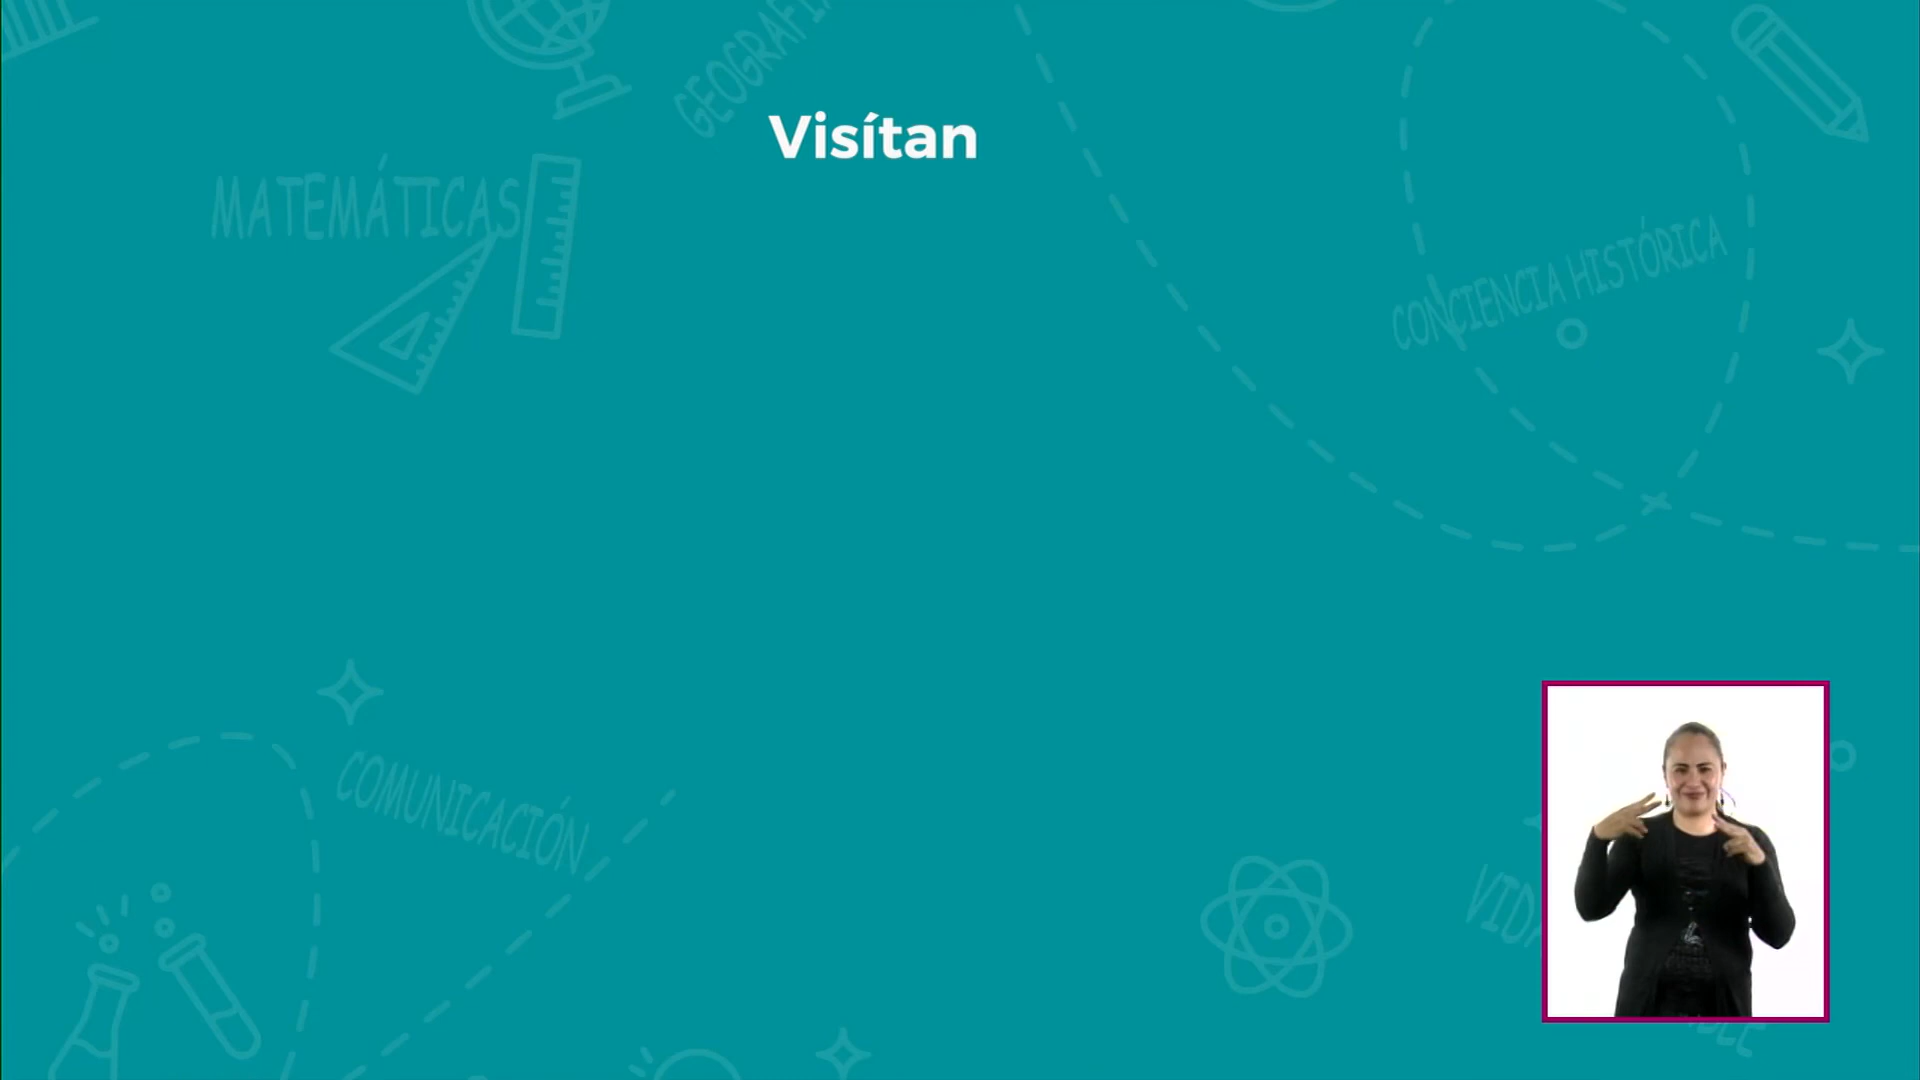 GEOGRAFÍA
Visítan
MATEMÁTICAS
CONCIENCIA HISTÓRICA
COMUNICACIÓN